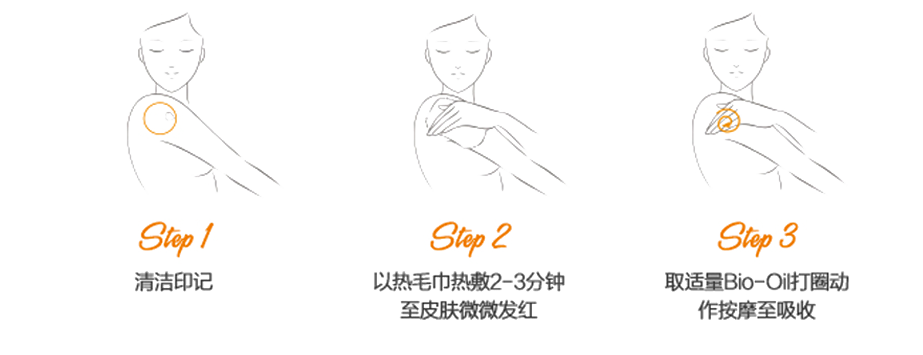 Step 1
清洁印记
Step 2
以热毛巾热敷2-3分钟
至皮肤微微发红
Step 3
取适量Bio-Oil打圈动
作按摩至吸收